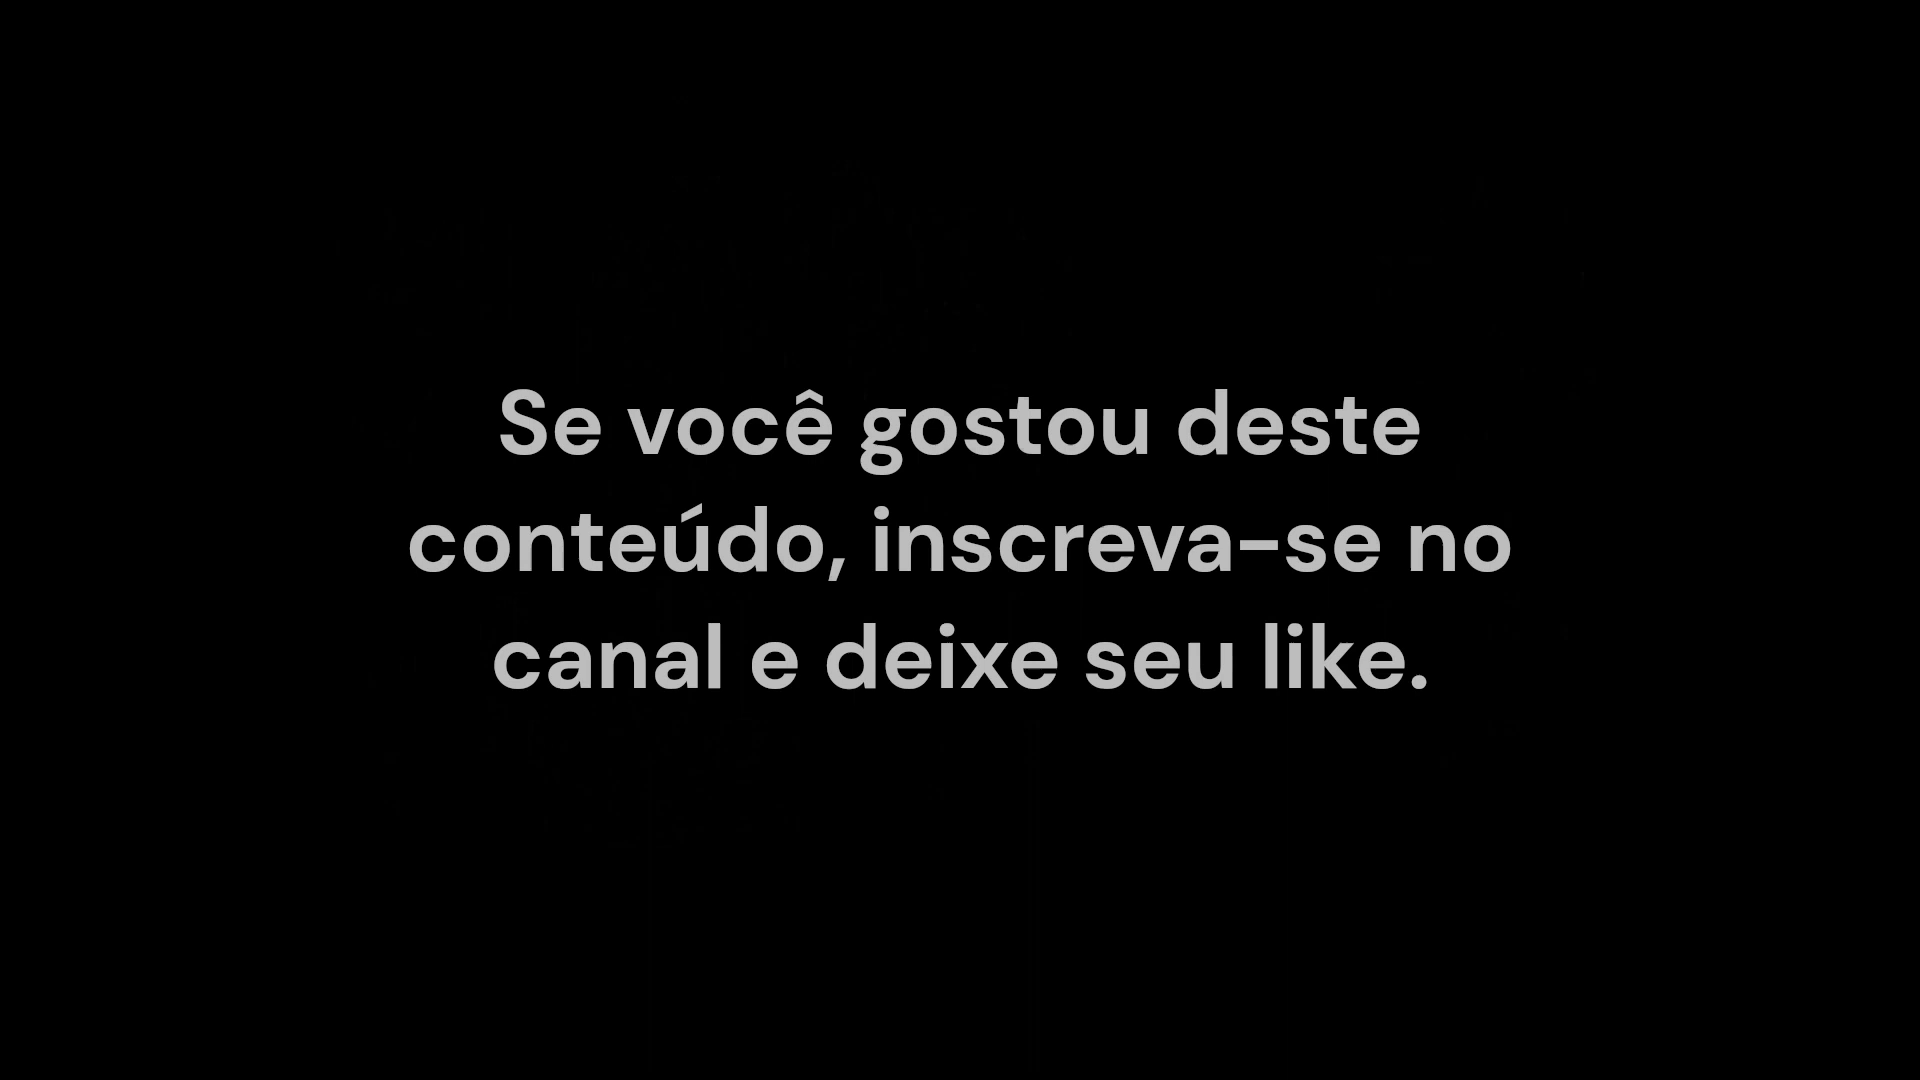 Se você gostou deste
conteúdo, inscreva-se no
canal e deixe seu like.